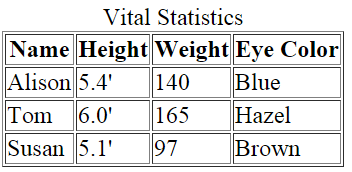 Vital Statistics
Name Height Weight Eye Color
Alison 5.4' 140 Blue
Tom 6.0' 165 Hazel
Susan 5.1' 97 Brown